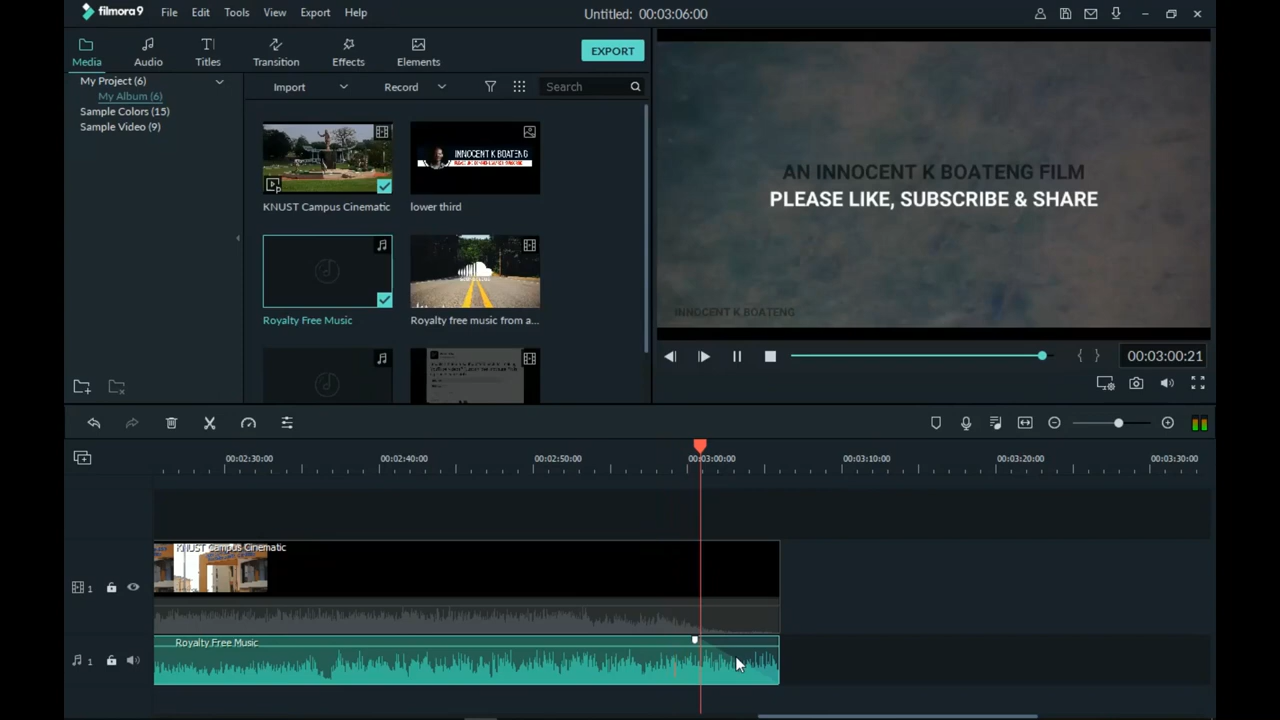 filmora9 File Edit Tools View Export Help
Untitled: 00:03:06:00
Media Audio Titles Transition Effects Elements
EXPORT
My Project (6)
My Album (6)
Sample Colors (15)
Sample Video (9)
Import Record Search
INNOCENT K BOATENG
KNUST Campus Cinematic lower third
Royalty Free Music Royalty free music from a...
AN INNOCENT K BOATENG FILM
PLEASE LIKE, SUBSCRIBE & SHARE
INNOCENT K BOATENG
00:03:00:21
00:02:30:00 00:02:40:00 00:02:50:00 00:03:00:00 00:03:10:00 00:03:20:00 00:03:30:00
KNUST Campus Cinematic
1
Royalty Free Music
1